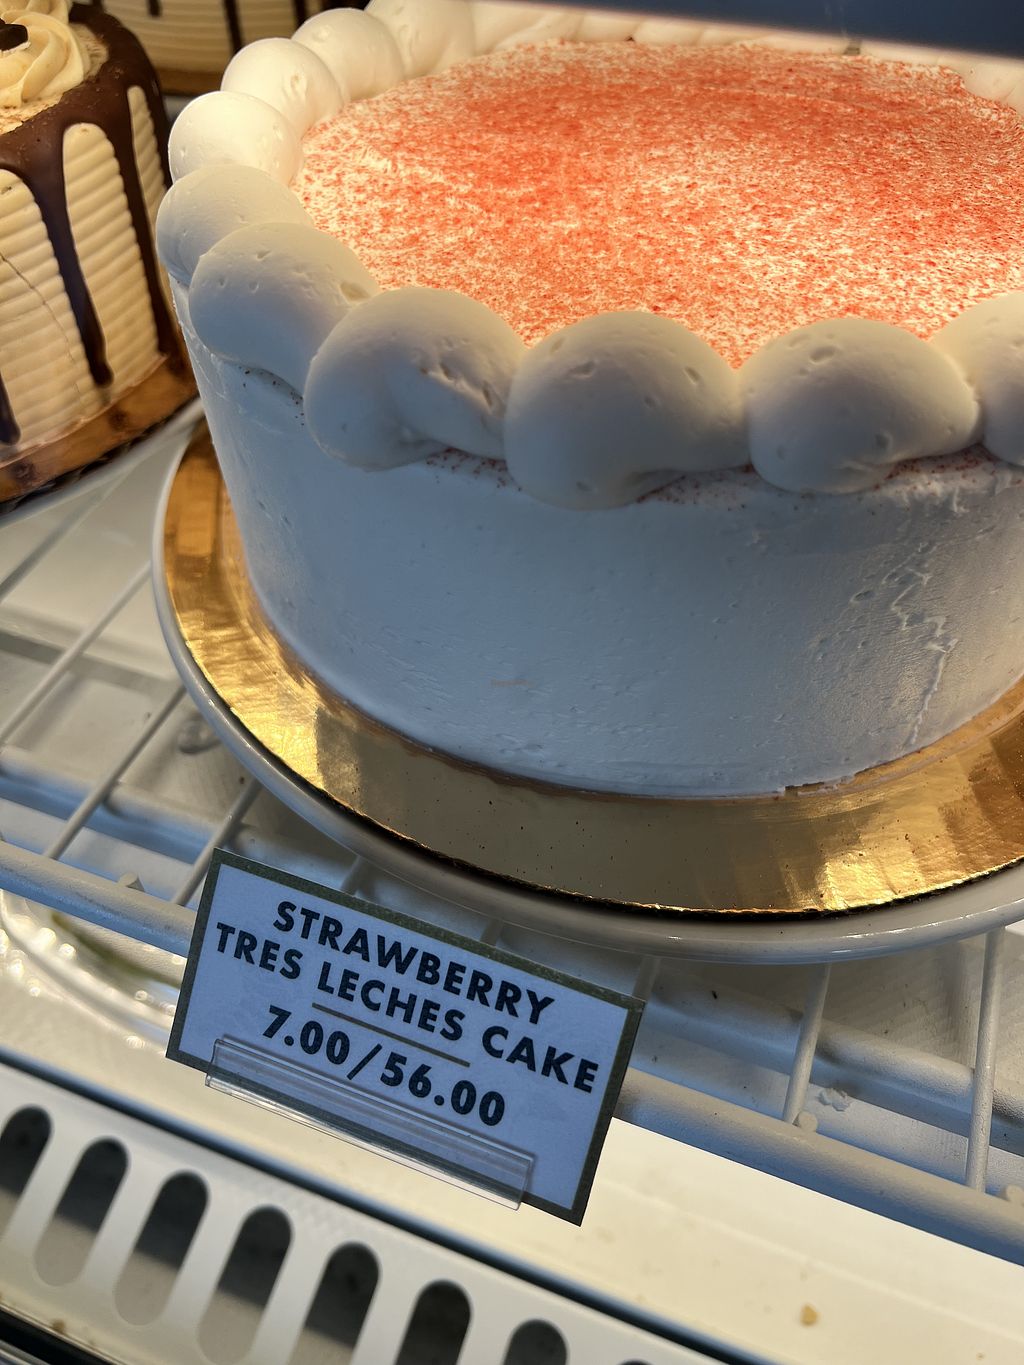 STRAWBERRY
TRES LECHES CAKE
7.00/56.00